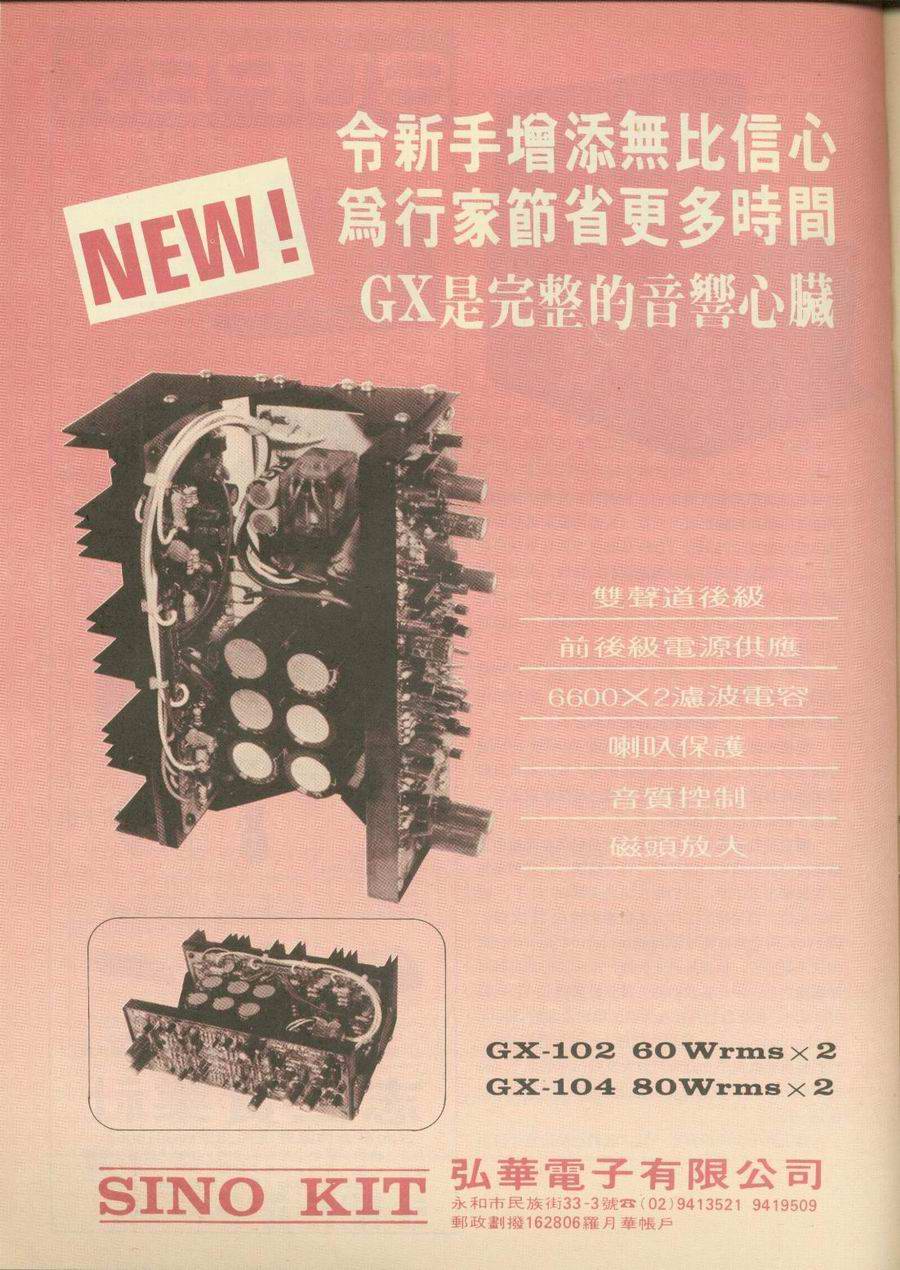 令新手增添無比信心
為行家節省更多時間
GX是完整的音響心臟
NEW!
雙聲道後級
前後級電源供應
6600×2濾波電容
喇叭保護
音質控制
磁頭放大
GX-102 60Wrms×2
GX-104 80Wrms×2
SINO KIT
弘華電子有限公司
永和市民族街33-3號☎(02)9413521 9419509
郵政劃撥162806羅月華帳戶